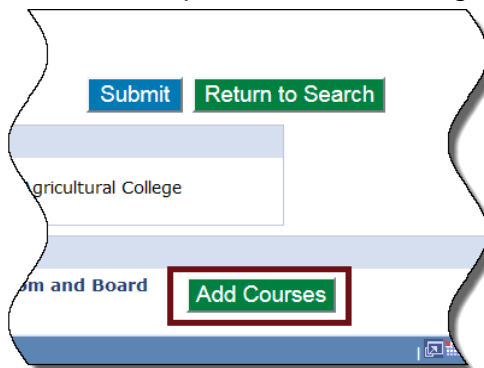 Submit Return to Search
gricultural College
om and Board Add Courses